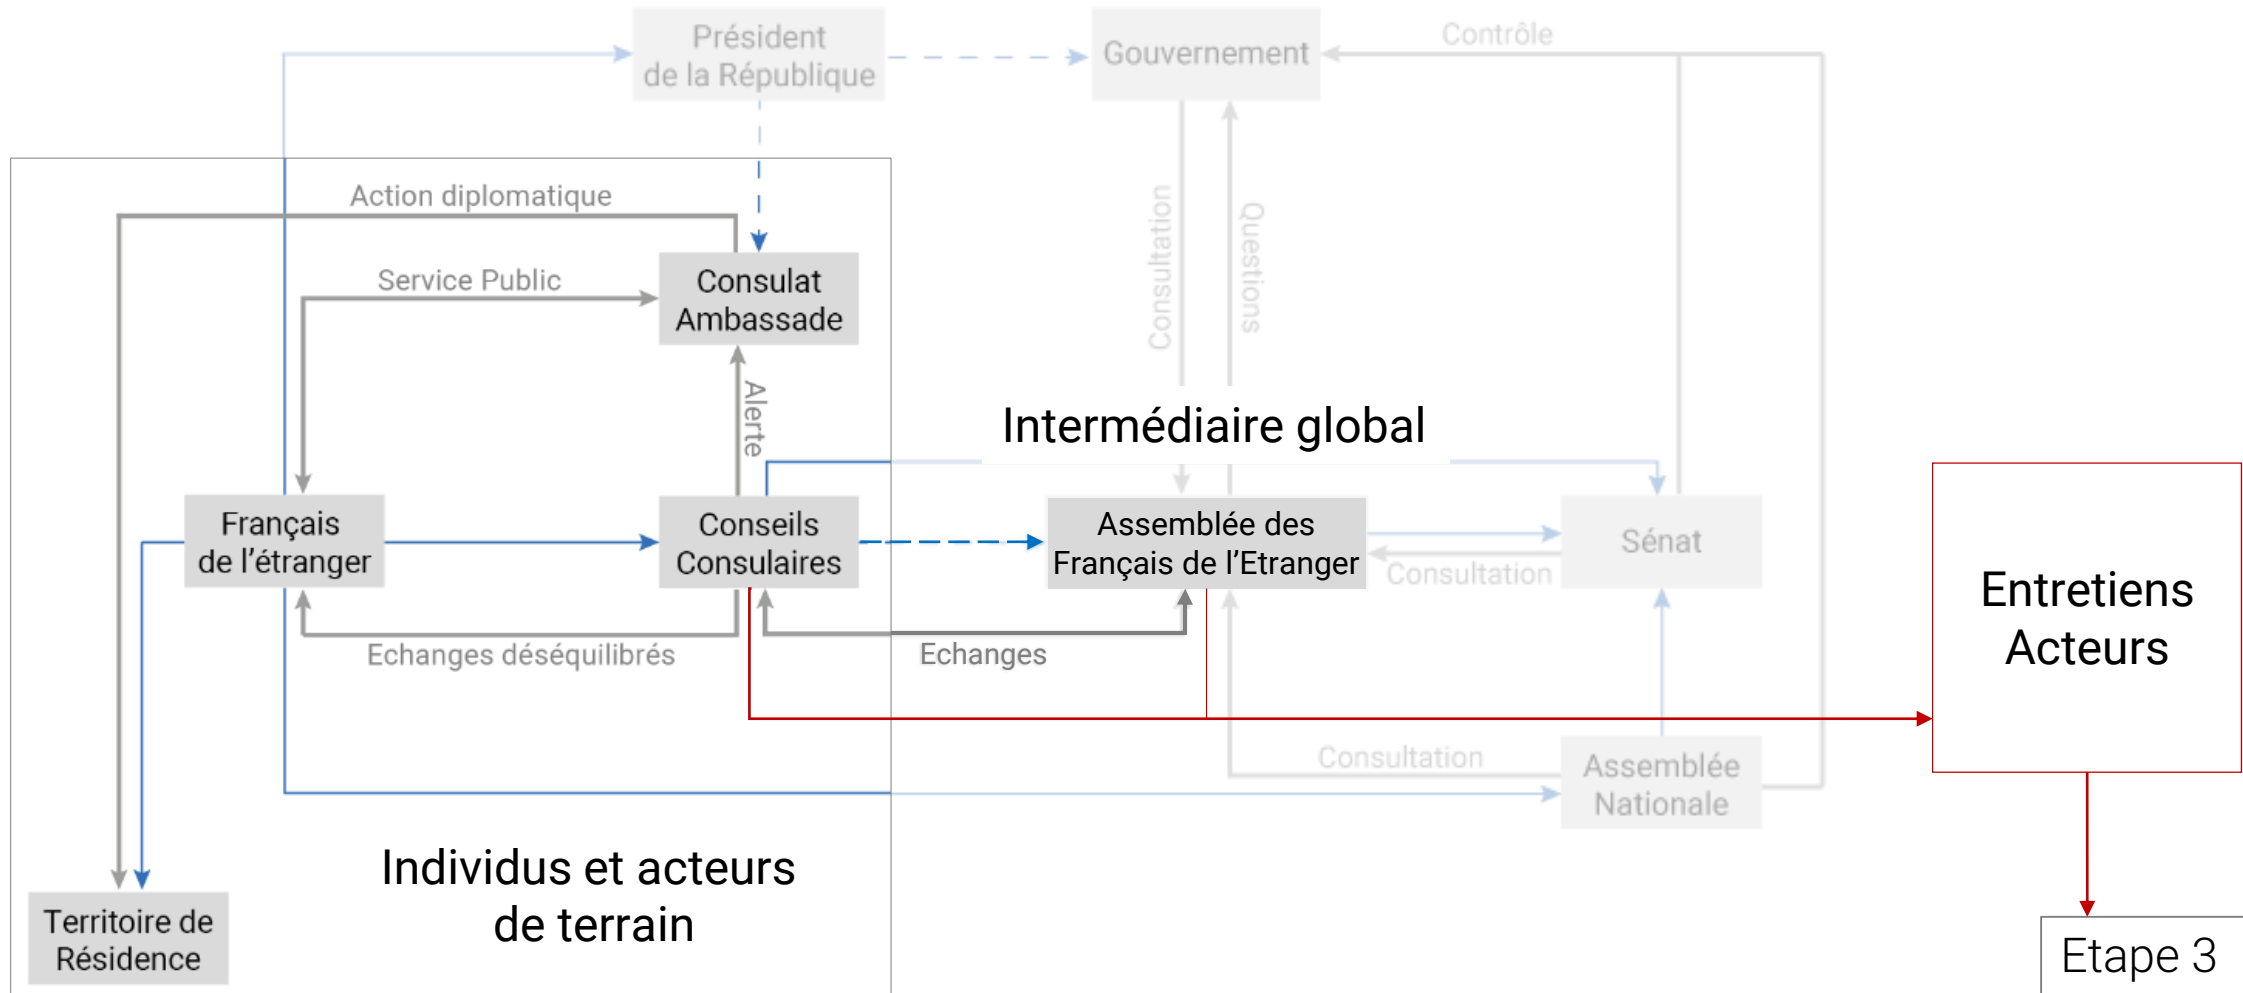 Président
de la République
Gouvernement
Contrôle
Action diplomatique
Consultation
Questions
Service Public
Consulat
Ambassade
Alerte
Intermédiaire global
Français
de l'étranger
Conseils
Consulaires
Assemblée des
Français de l'Etranger
Sénat
Consultation
Entretiens
Acteurs
Echanges déséquilibrés
Echanges
Consultation
Assemblée
Nationale
Individus et acteurs
de terrain
Territoire de
Résidence
Etape 3